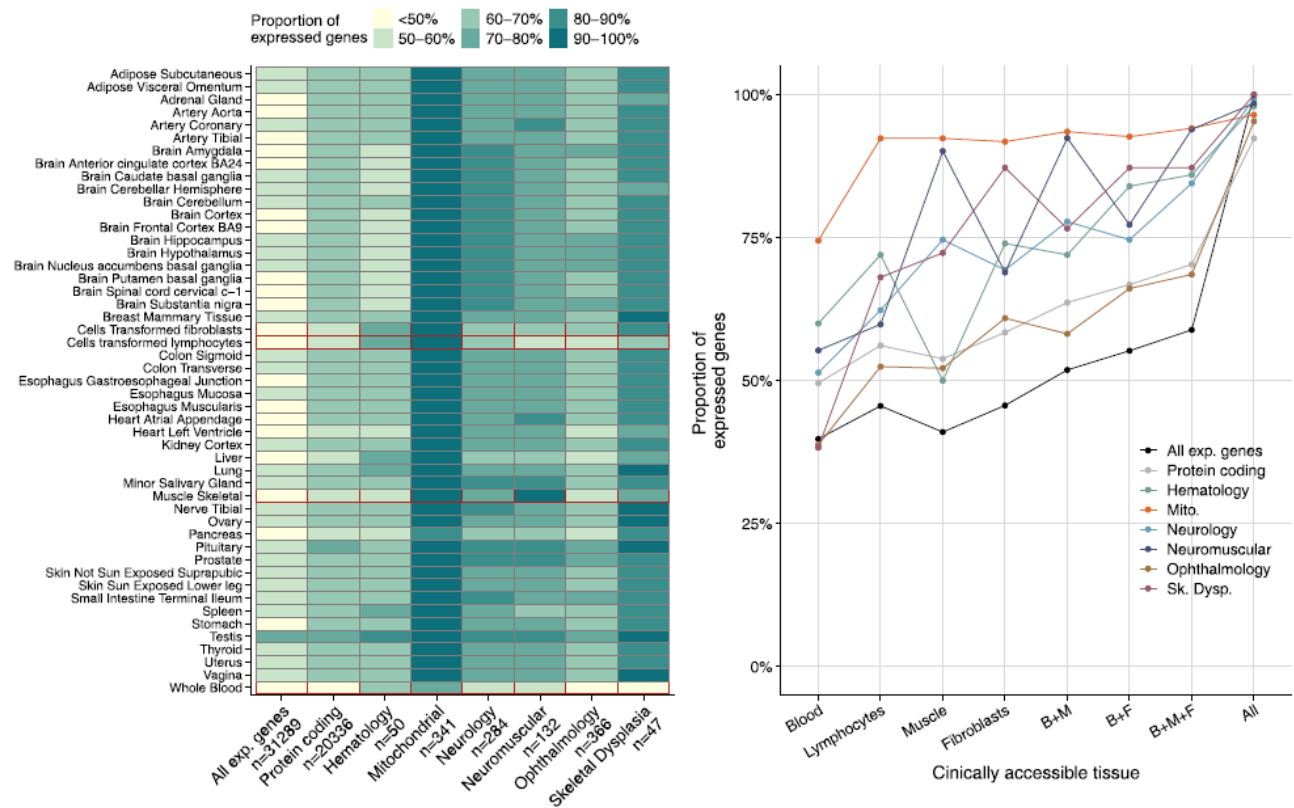 Proportion of
expressed genes
<50%
50–60%
60–70%
70–80%
80–90%
90–100%
Adipose Subcutaneous
Adipose Visceral Omentum
Adrenal Gland
Artery Aorta
Artery Coronary
Artery Tibial
Brain Amygdala
Brain Anterior cingulate cortex BA24
Brain Caudate basal ganglia
Brain Cerebellar Hemisphere
Brain Cerebellum
Brain Cortex
Brain Frontal Cortex BA9
Brain Hippocampus
Brain Hypothalamus
Brain Nucleus accumbens basal ganglia
Brain Putamen basal ganglia
Brain Spinal cord cervical c−1
Brain Substantia nigra
Breast Mammary Tissue
Cells Transformed fibroblasts
Cells transformed lymphocytes
Colon Sigmoid
Colon Transverse
Esophagus Gastroesophageal Junction
Esophagus Mucosa
Esophagus Muscularis
Heart Atrial Appendage
Heart Left Ventricle
Kidney Cortex
Liver
Lung
Minor Salivary Gland
Muscle Skeletal
Nerve Tibial
Ovary
Pancreas
Pituitary
Prostate
Skin Not Sun Exposed Suprapubic
Skin Sun Exposed Lower leg
Small Intestine Terminal Ileum
Spleen
Stomach
Testis
Thyroid
Uterus
Vagina
Whole Blood
All exp. genes
n=31289
Protein coding
n=20336
Hematology
n=50
Mitochondrial
n=341
Neurology
n=284
Neuromuscular
n=132
Ophthalmology
n=366
Skeletal Dysplasia
n=47
Proportion of
expressed genes
100%
75%
50%
25%
0%
All exp. genes
Protein coding
Hematology
Mito.
Neurology
Neuromuscular
Ophthalmology
Sk. Dysp.
Blood
Lymphocytes
Muscle
Fibroblasts
B+M
B+F
B+M+F
All
Cinically accessible tissue